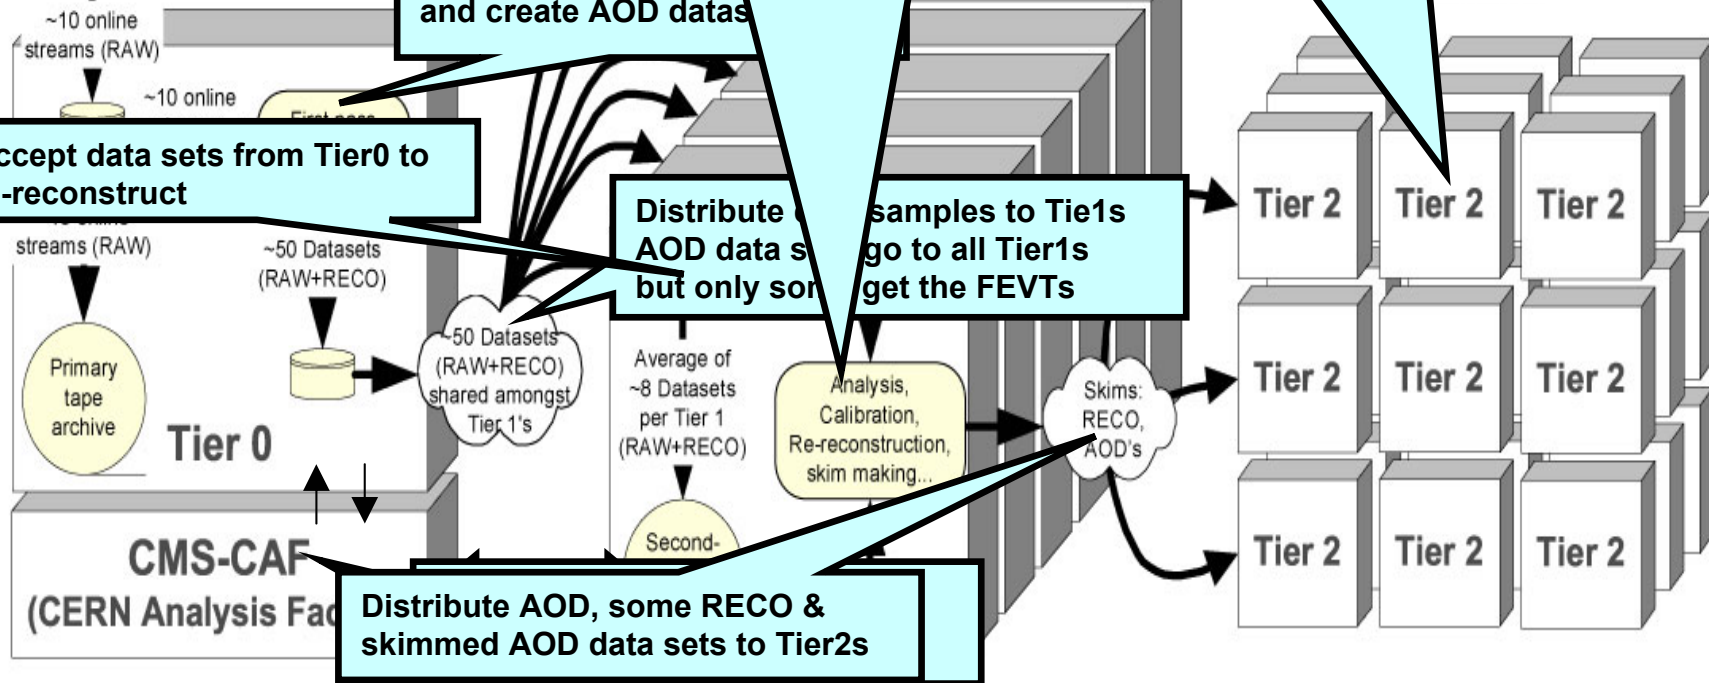 ~10 online
streams (RAW)
and create AOD datas
~10 online
First pass
ccept data sets from Tier0 to
-reconstruct
streams (RAW)
~50 Datasets
(RAW+RECO)
Primary
tape
archive
Tier 0
~50 Datasets
(RAW+RECO)
shared amongst
Tier 1's
Distribute samples to Tie1s
AOD data s go to all Tier1s
but only so get the FEVTs
Average of
~8 Datasets
per Tier 1
(RAW+RECO)
Second-
Analysis,
Calibration,
Re-reconstruction,
skim making...
Skims:
RECO,
AOD's
Tier 2
Tier 2
Tier 2
Tier 2
Tier 2
Tier 2
Tier 2
Tier 2
Tier 2
CMS-CAF
(CERN Analysis Fac
Distribute AOD, some RECO &
skimmed AOD data sets to Tier2s